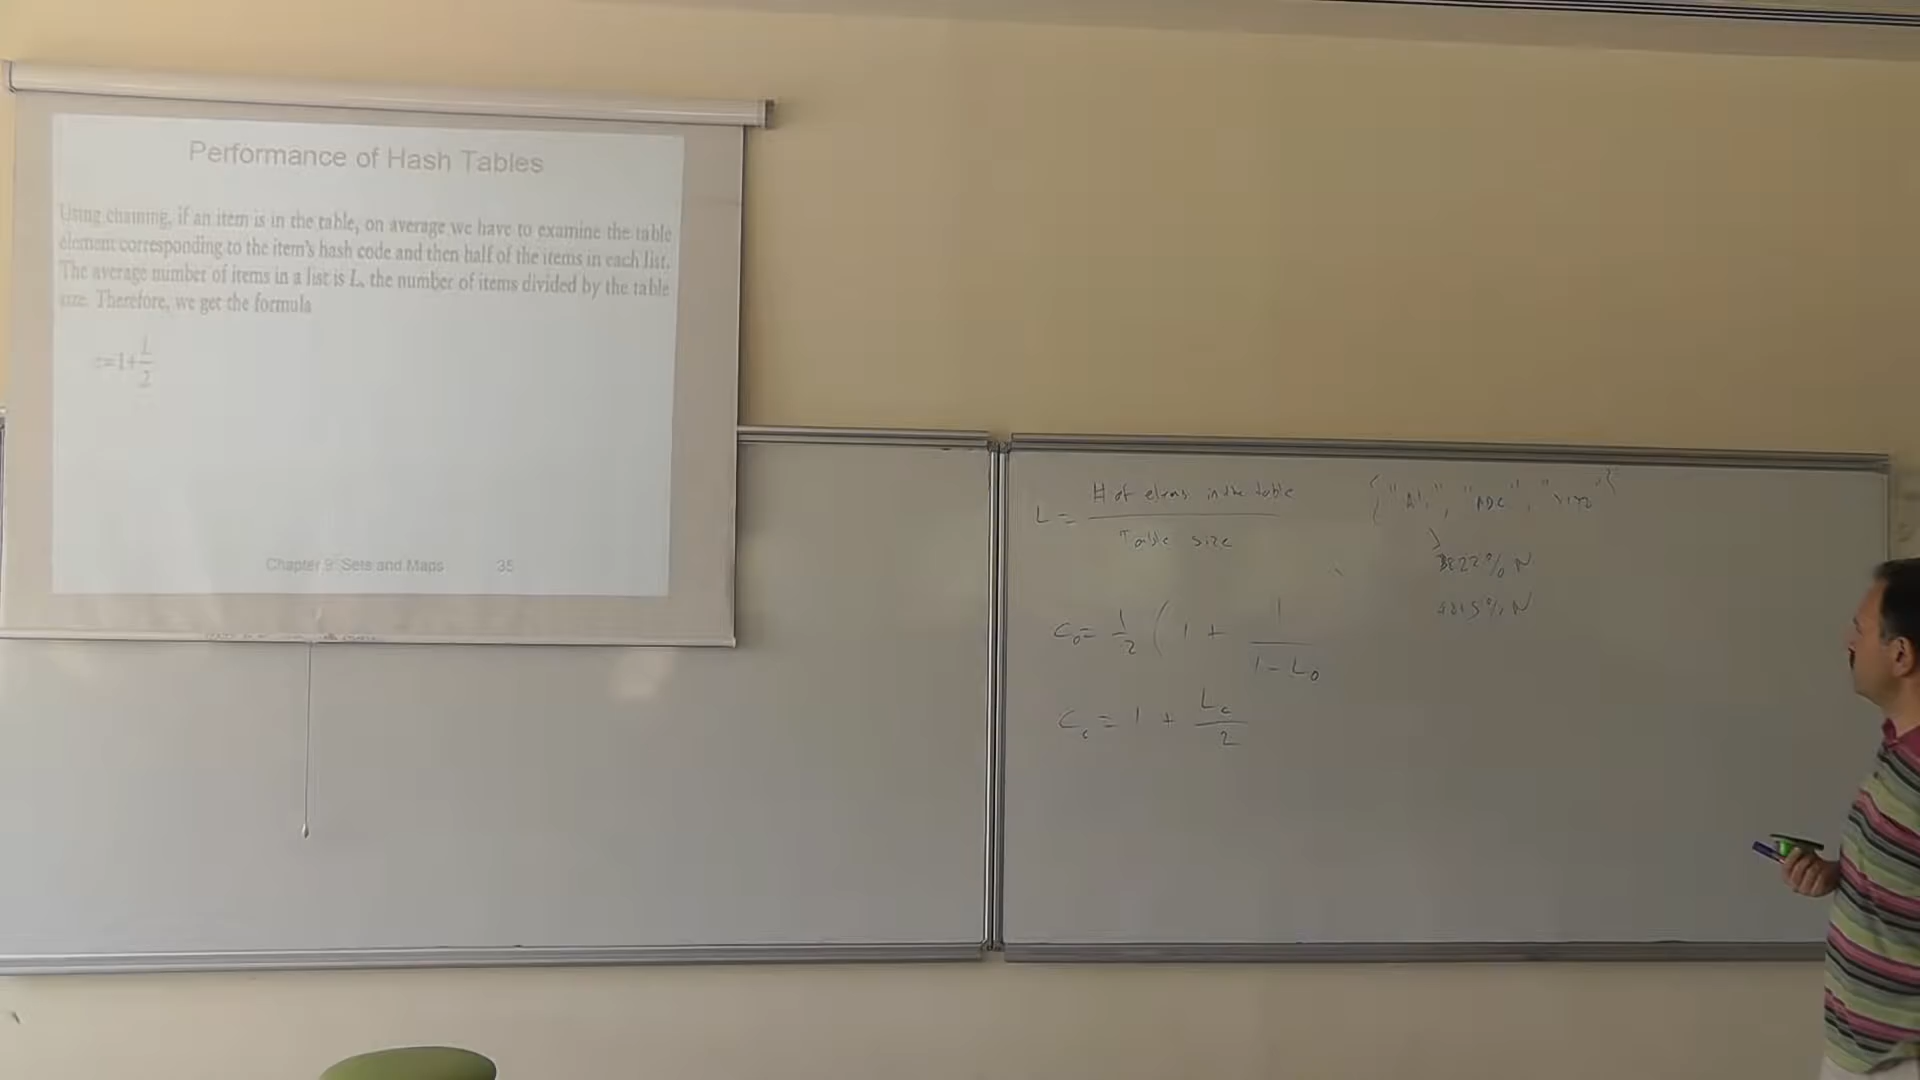 Performance of Hash Tables
Using chaining, if an item is in the table, on average we have to examine the table
element corresponding to the item's hash code and then half of the items in each list.
The average number of items in a list is L, the number of items divided by the table
size. Therefore, we get the formula
c=1+L/2
Chapter 9: Sets and Maps 35
L = # of elems in the table / Table size
C₀ = 1/2 ( 1 + 1 / 1 - L₀
C_c = 1 + L_c / 2
% N
% N